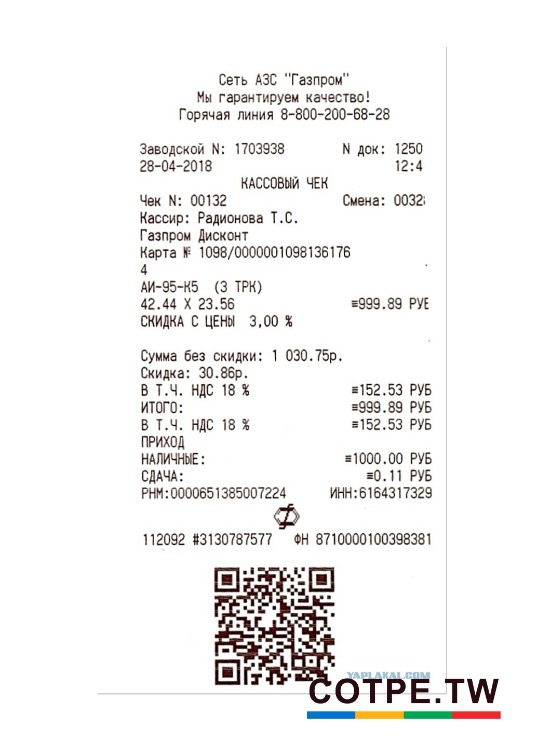 Сеть АЗС "Газпром"
Мы гарантируем качество!
Горячая линия 8-800-200-68-28
Заводской N: 1703938 N док: 1250
28-04-2018 12:4
КАССОВЫЙ ЧЕК
Чек N: 00132 Смена: 0032
Кассир: Радионова Т.С.
Газпром Дисконт
Карта № 1098/0000001098136176
4
АИ-95-К5 (3 ТРК)
42.44 X 23.56 ≡999.89 РУБ
СКИДКА С ЦЕНЫ 3,00 %
Сумма без скидки: 1 030.75р.
Скидка: 30.86р.
В Т.Ч. НДС 18 % ≡152.53 РУБ
ИТОГО: ≡999.89 РУБ
В Т.Ч. НДС 18 % ≡152.53 РУБ
ПРИХОД
НАЛИЧНЫЕ: ≡1000.00 РУБ
СДАЧА: ≡0.11 РУБ
РНМ:0000651385007224 ИНН:6164317329
112092 #3130787577 ФН 8710000100398381
YAPLAKAL.COM
COTPE.TW